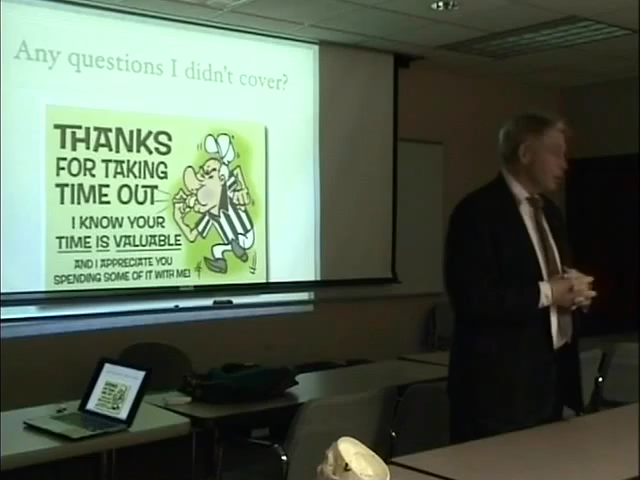 Any questions I didn't cover?
THANKS
FOR TAKING
TIME OUT
I KNOW YOUR
TIME IS VALUABLE
AND I APPRECIATE YOU
SPENDING SOME OF IT WITH ME!